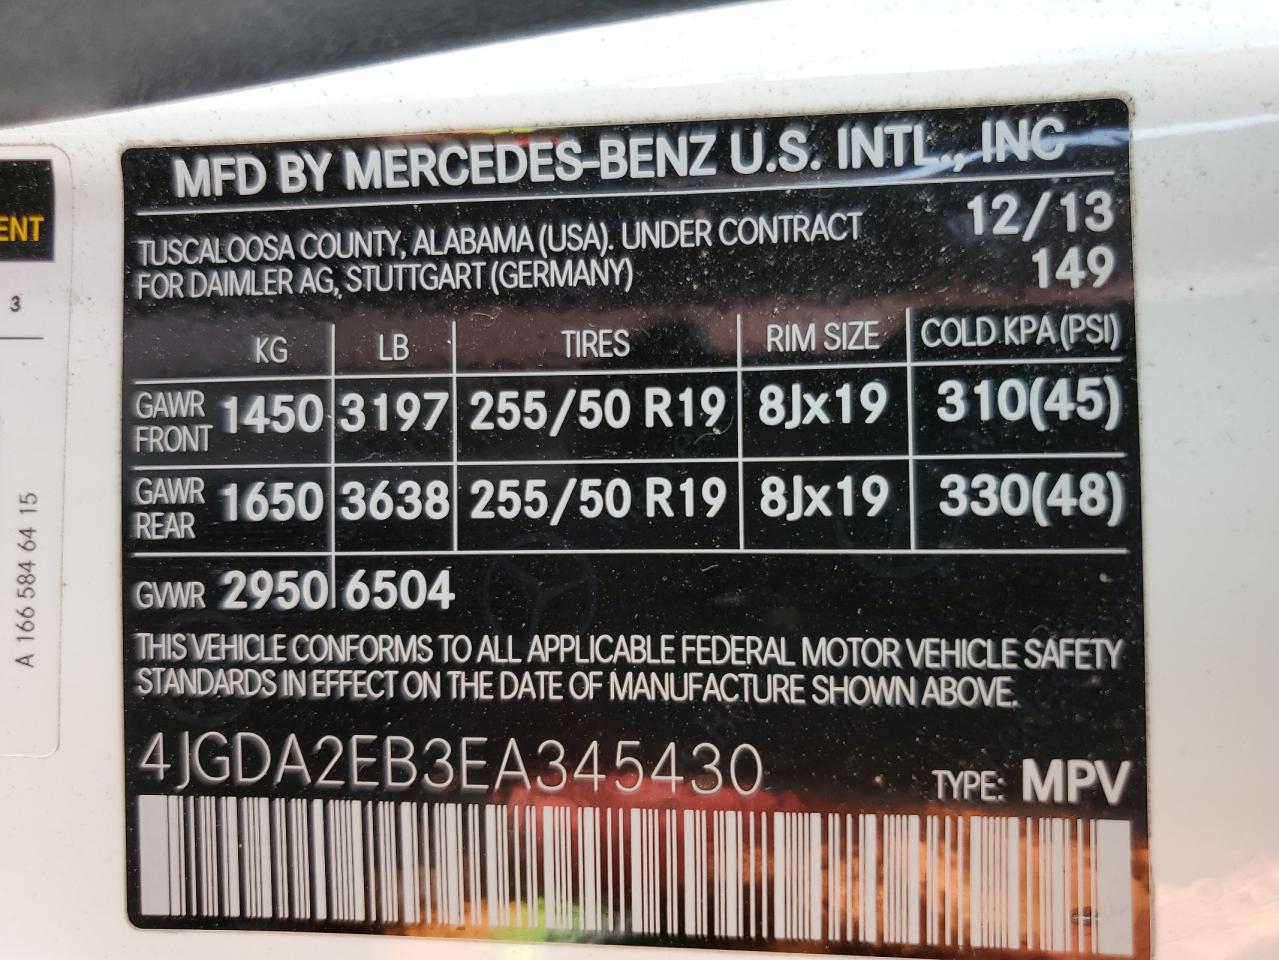 MFD BY MERCEDES-BENZ U.S. INTL., INC
TUSCALOOSA COUNTY, ALABAMA (USA). UNDER CONTRACT 12/13
FOR DAIMLER AG, STUTTGART (GERMANY) 149
KG LB TIRES RIM SIZE COLD KPA (PSI)
GAWR FRONT 1450 3197 255/50 R19 8Jx19 310(45)
GAWR REAR 1650 3638 255/50 R19 8Jx19 330(48)
GVWR 2950 6504
THIS VEHICLE CONFORMS TO ALL APPLICABLE FEDERAL MOTOR VEHICLE SAFETY
STANDARDS IN EFFECT ON THE DATE OF MANUFACTURE SHOWN ABOVE.
4JGDA2EB3EA345430 TYPE: MPV
ENT
3
A 166 584 64 15